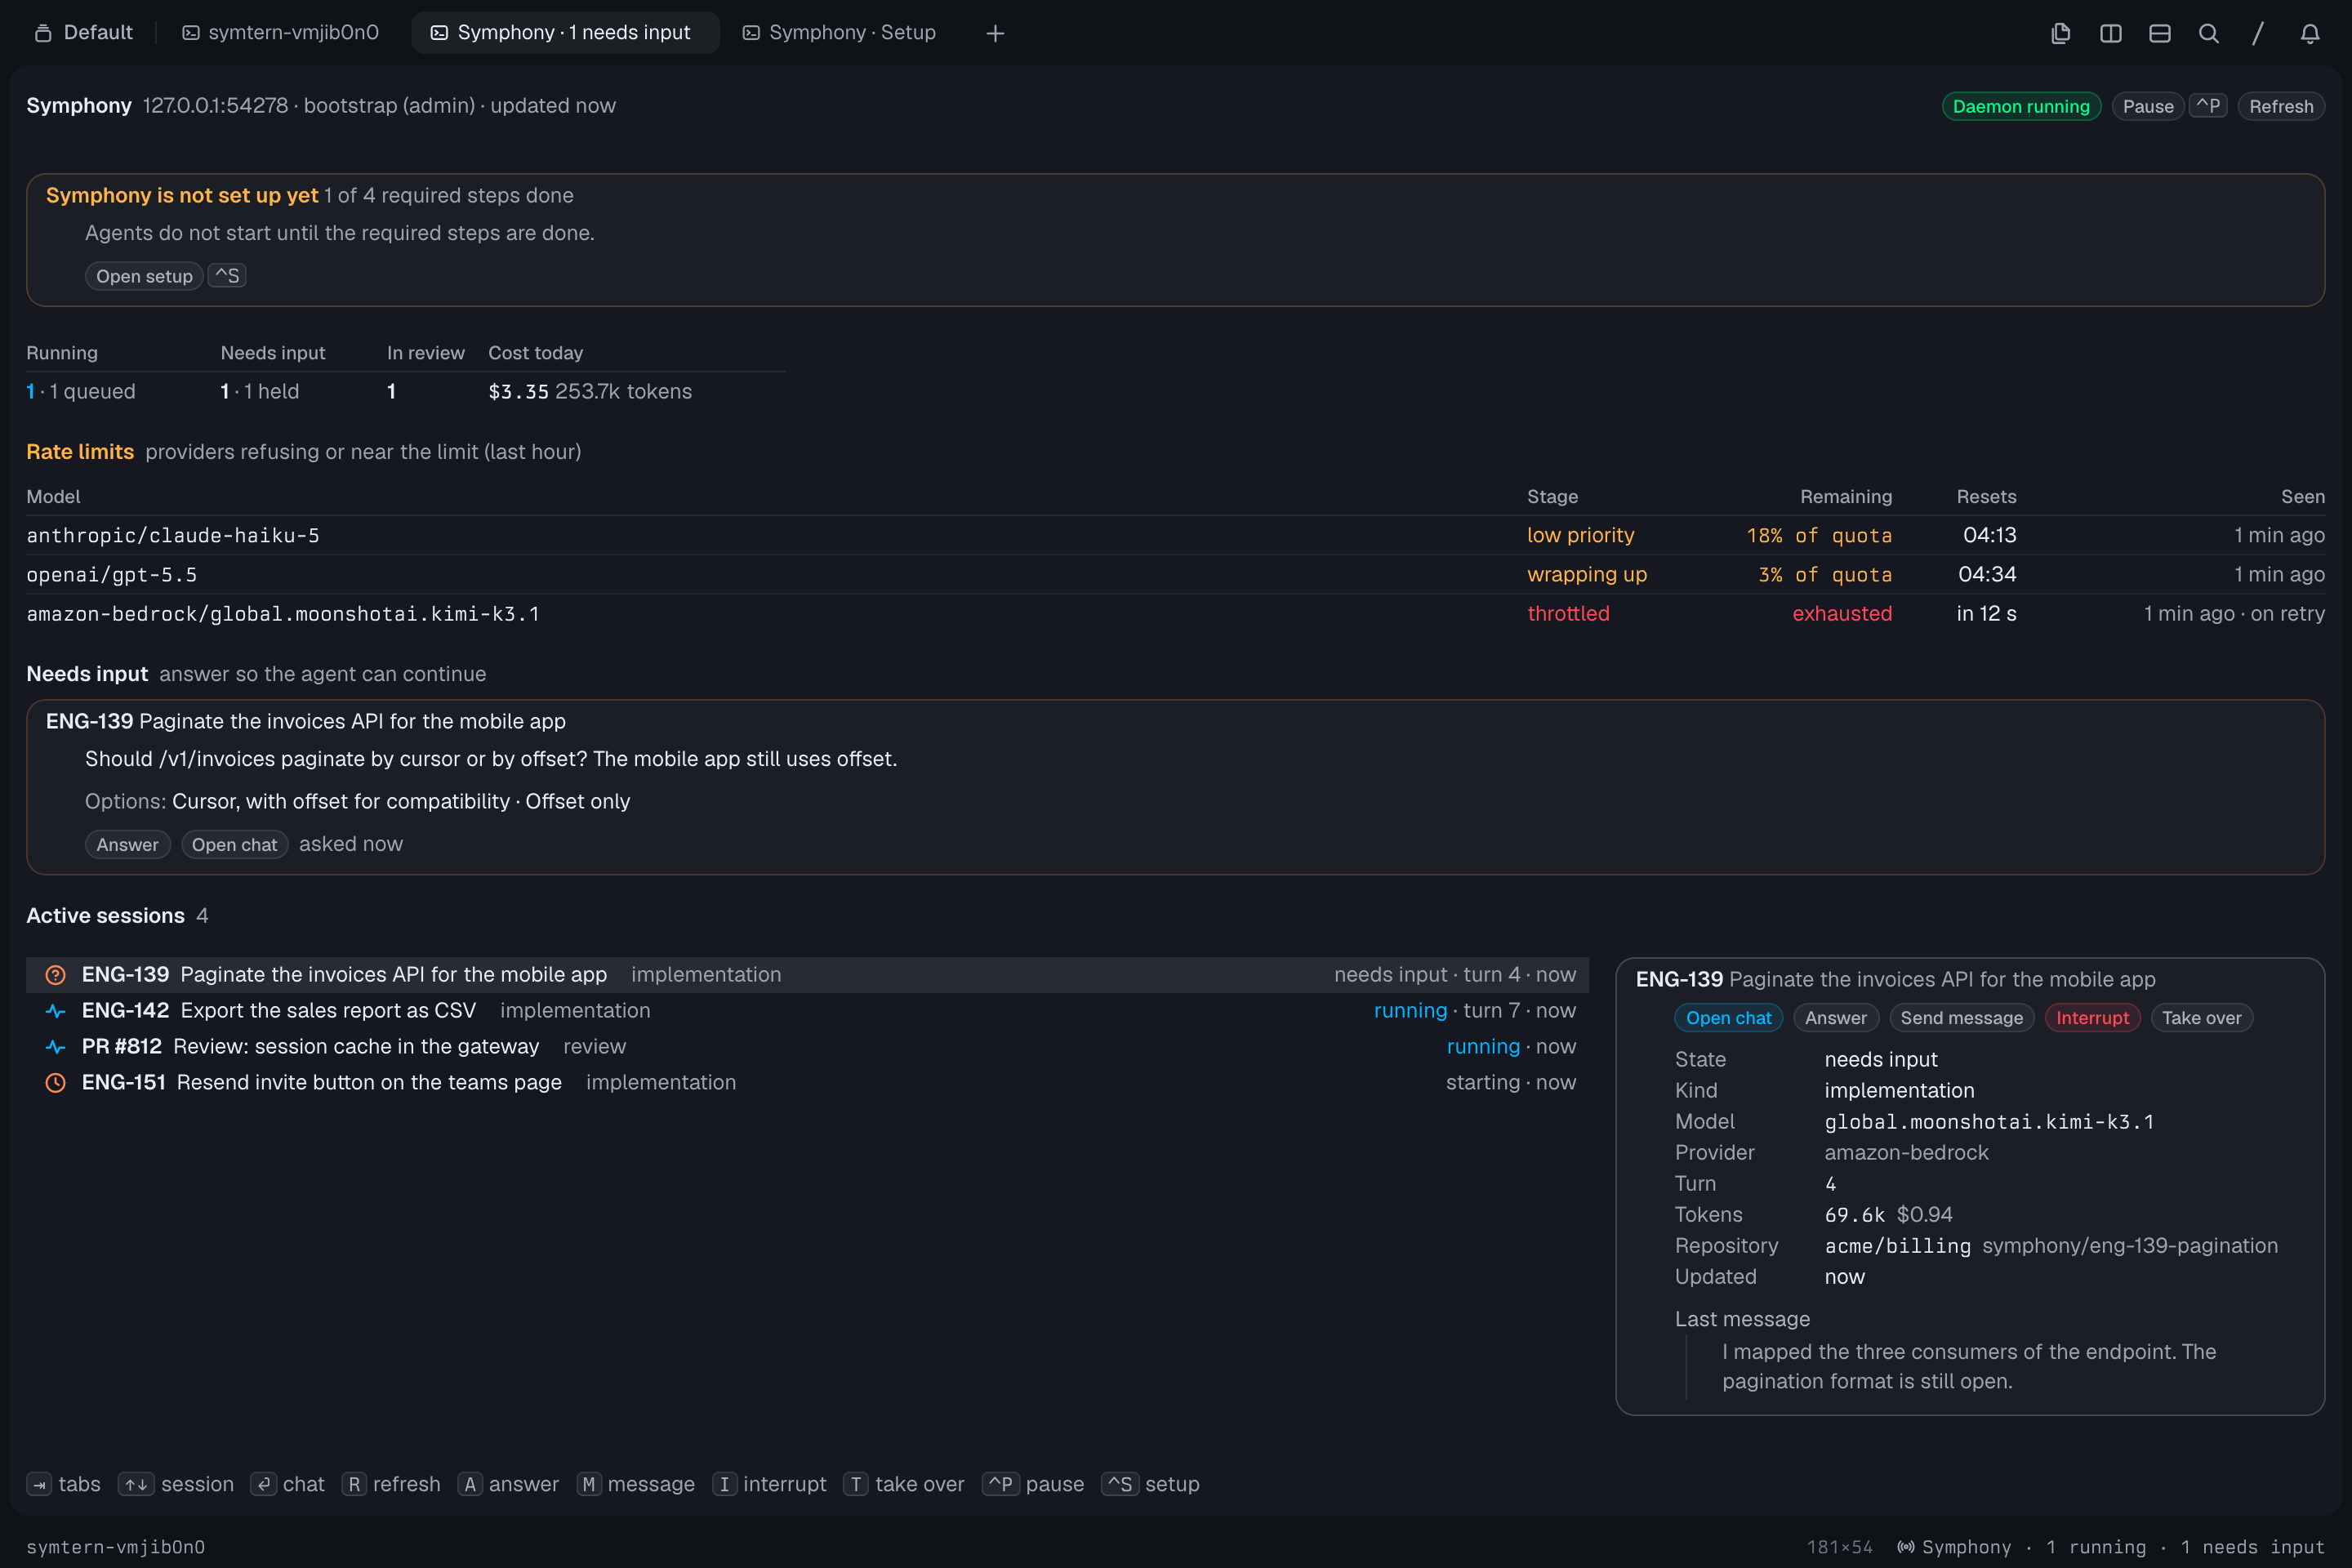 Default symtern-vmjib0n0 Symphony · 1 needs input Symphony · Setup
Symphony 127.0.0.1:54278 · bootstrap (admin) · updated now Daemon running Pause ^P Refresh
Symphony is not set up yet 1 of 4 required steps done
Agents do not start until the required steps are done.
Open setup ^S
Running Needs input In review Cost today
1 · 1 queued 1 · 1 held 1 $3.35 253.7k tokens
Rate limits providers refusing or near the limit (last hour)
Model Stage Remaining Resets Seen
anthropic/claude-haiku-5 low priority 18% of quota 04:13 1 min ago
openai/gpt-5.5 wrapping up 3% of quota 04:34 1 min ago
amazon-bedrock/global.moonshotai.kimi-k3.1 throttled exhausted in 12 s 1 min ago · on retry
Needs input answer so the agent can continue
ENG-139 Paginate the invoices API for the mobile app
Should /v1/invoices paginate by cursor or by offset? The mobile app still uses offset.
Options: Cursor, with offset for compatibility · Offset only
Answer Open chat asked now
Active sessions 4
ENG-139 Paginate the invoices API for the mobile app implementation needs input · turn 4 · now
ENG-142 Export the sales report as CSV implementation running · turn 7 · now
PR #812 Review: session cache in the gateway review running · now
ENG-151 Resend invite button on the teams page implementation starting · now
ENG-139 Paginate the invoices API for the mobile app
Open chat Answer Send message Interrupt Take over
State needs input
Kind implementation
Model global.moonshotai.kimi-k3.1
Provider amazon-bedrock
Turn 4
Tokens 69.6k $0.94
Repository acme/billing symphony/eng-139-pagination
Updated now
Last message
I mapped the three consumers of the endpoint. The
pagination format is still open.
⇥ tabs ↑↓ session ⏎ chat R refresh A answer M message I interrupt T take over ^P pause ^S setup
symtern-vmjib0n0 181×54 Symphony · 1 running · 1 needs input